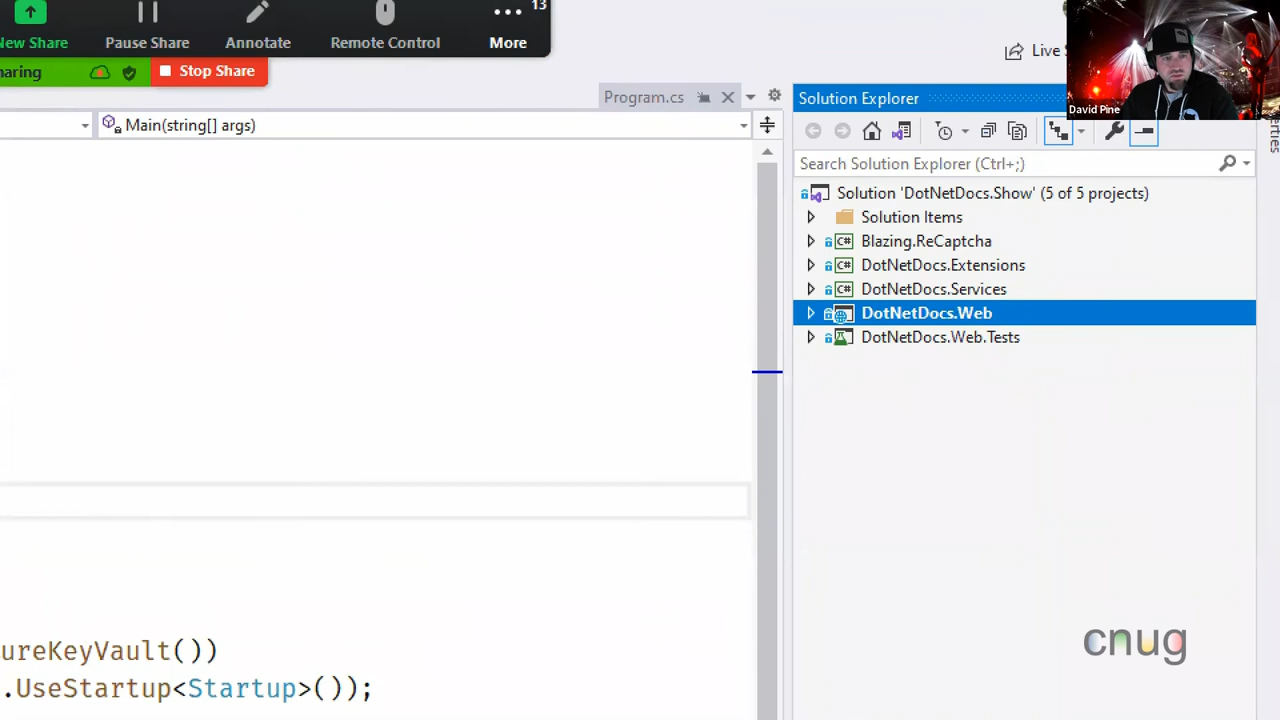 13
New Share
Pause Share
Annotate
Remote Control
More
Live
haring
Stop Share
David Pine
Program.cs
Solution Explorer
Main(string[] args)
Search Solution Explorer (Ctrl+;)
Solution 'DotNetDocs.Show' (5 of 5 projects)
Solution Items
C# Blazing.ReCaptcha
C# DotNetDocs.Extensions
C# DotNetDocs.Services
DotNetDocs.Web
DotNetDocs.Web.Tests
erties
cnug
ureKeyVault())
.UseStartup<Startup>());